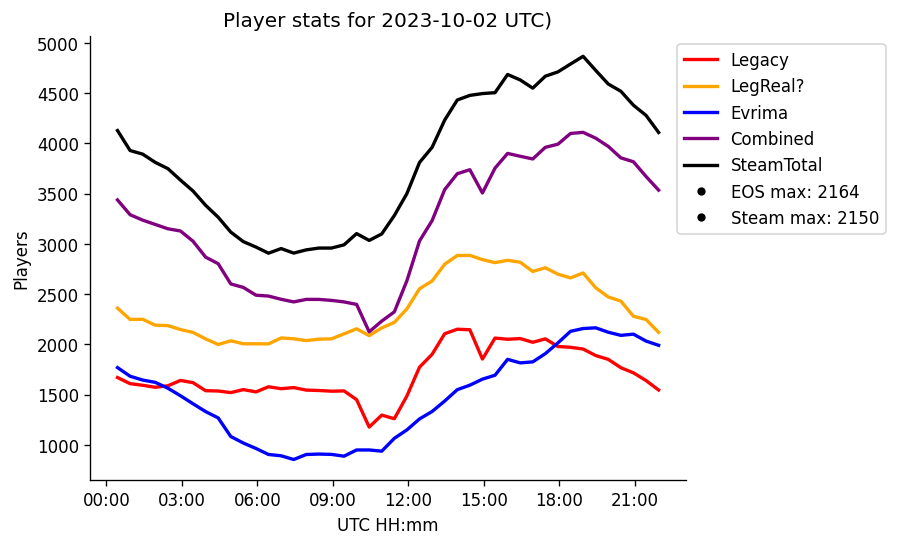 Player stats for 2023-10-02 UTC)
Players
5000
4500
4000
3500
3000
2500
2000
1500
1000
00:00 03:00 06:00 09:00 12:00 15:00 18:00 21:00
UTC HH:mm
Legacy
LegReal?
Evrima
Combined
SteamTotal
EOS max: 2164
Steam max: 2150